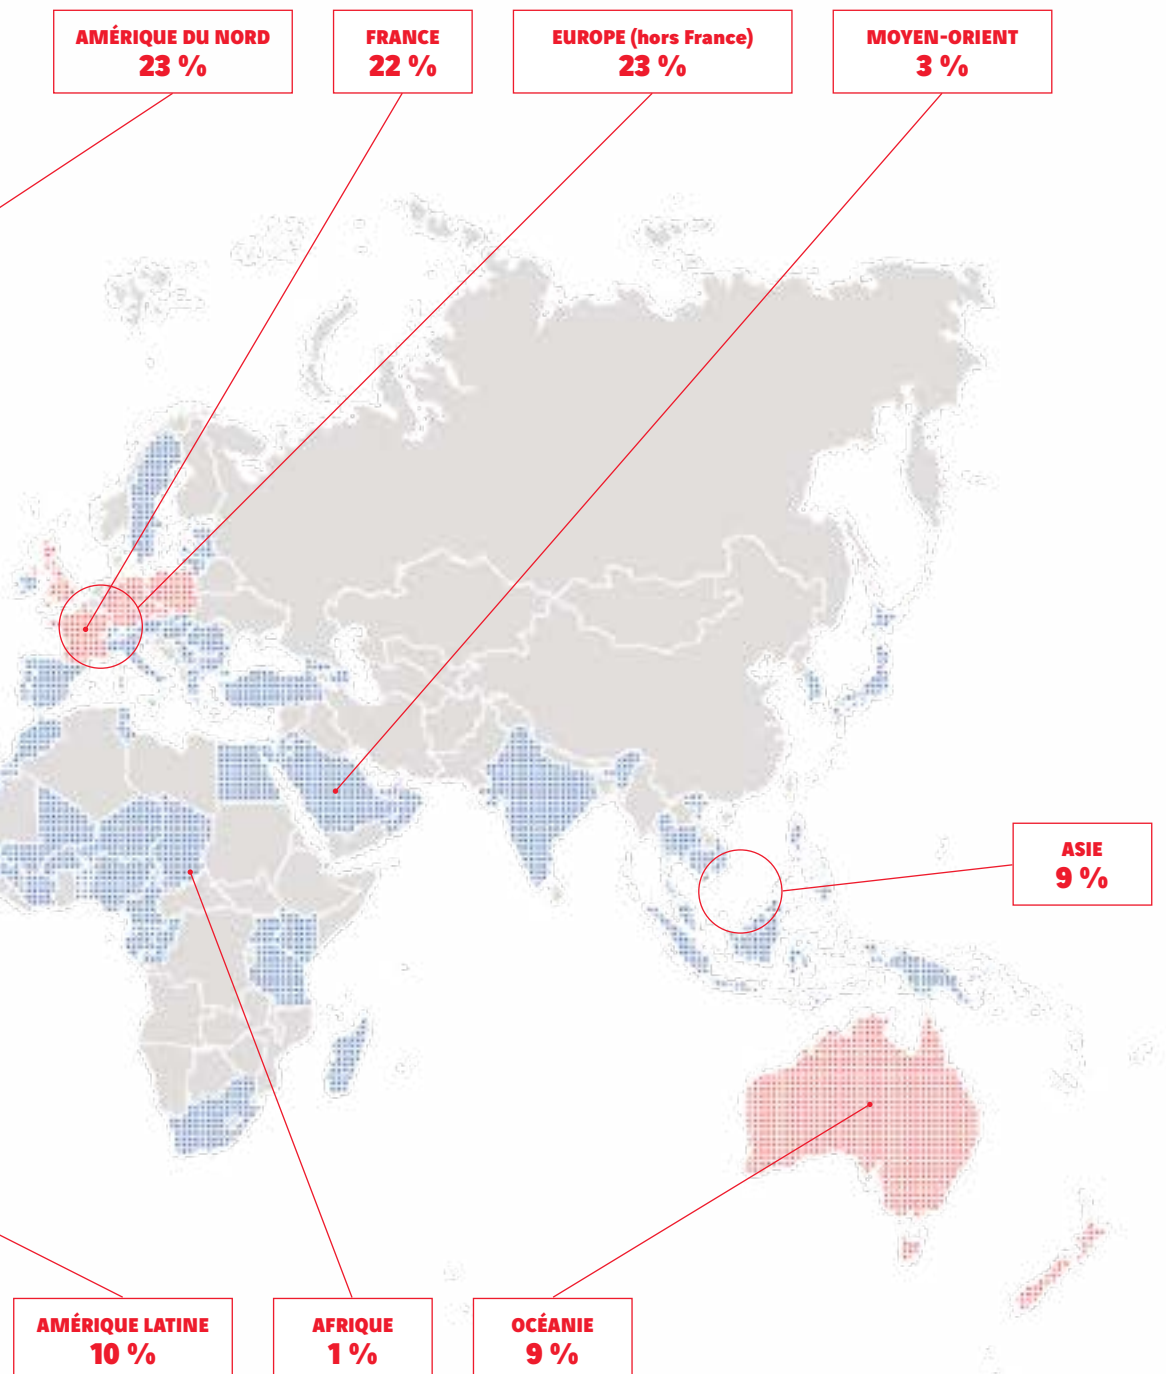 AMÉRIQUE DU NORD
23 %
FRANCE
22 %
EUROPE (hors France)
23 %
MOYEN-ORIENT
3 %
ASIE
9 %
AMÉRIQUE LATINE
10 %
AFRIQUE
1 %
OCÉANIE
9 %